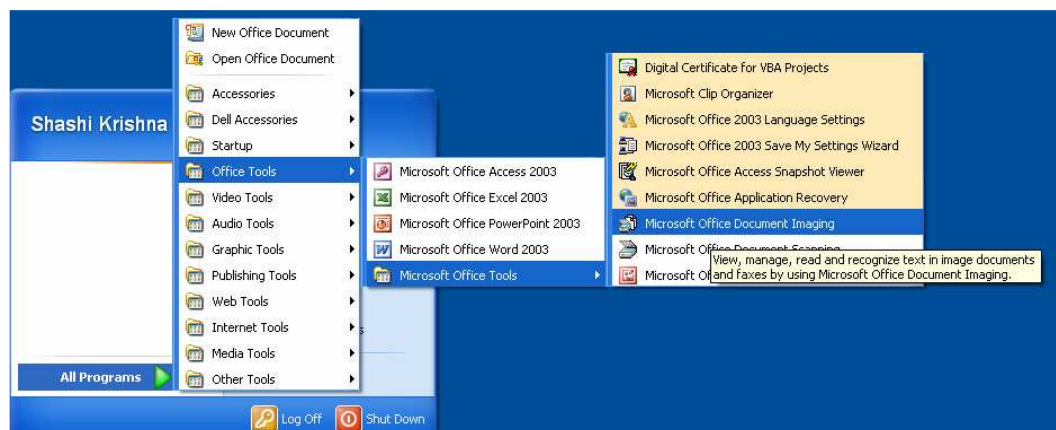 Shashi Krishna
All Programs
Log Off
Shut Down
New Office Document
Open Office Document
Accessories
Dell Accessories
Startup
Office Tools
Video Tools
Audio Tools
Graphic Tools
Publishing Tools
Web Tools
Internet Tools
Media Tools
Other Tools
Microsoft Office Access 2003
Microsoft Office Excel 2003
Microsoft Office PowerPoint 2003
Microsoft Office Word 2003
Microsoft Office Tools
Digital Certificate for VBA Projects
Microsoft Clip Organizer
Microsoft Office 2003 Language Settings
Microsoft Office 2003 Save My Settings Wizard
Microsoft Office Access Snapshot Viewer
Microsoft Office Application Recovery
Microsoft Office Document Imaging
Microsoft Office Document Scanning
Microsoft
View, manage, read and recognize text in image documents
and faxes by using Microsoft Office Document Imaging.